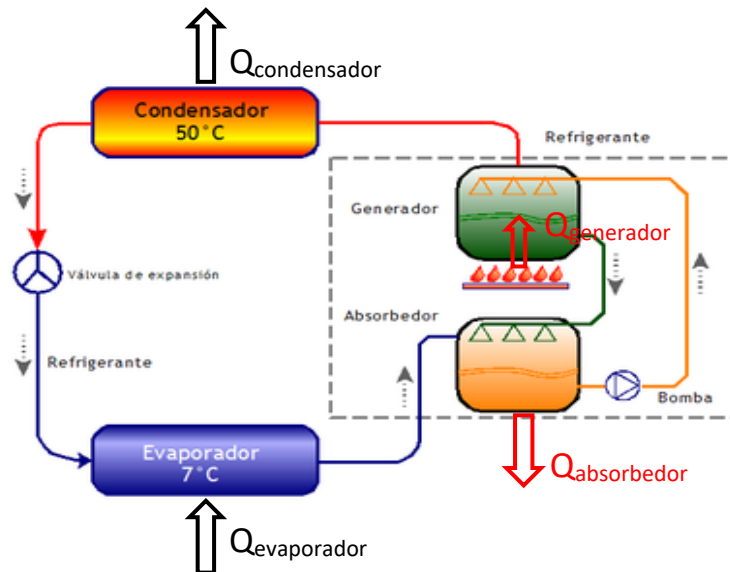 Qcondensador
Condensador
50°C
Refrigerante
Generador
Qgenerador
Válvula de expansión
Absorbedor
Refrigerante
Bomba
Evaporador
7°C
Qabsorbedor
Qevaporador